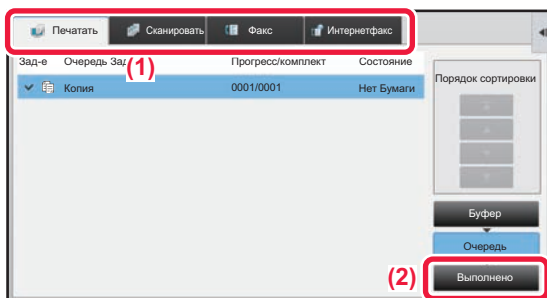 Печатать Сканировать Факс Интернетфакс
Зад-е Очередь Зад (1) Прогресс/комплект Состояние
Порядок сортировки
Копия 0001/0001 Нет Бумаги
Буфер
Очередь
(2) Выполнено